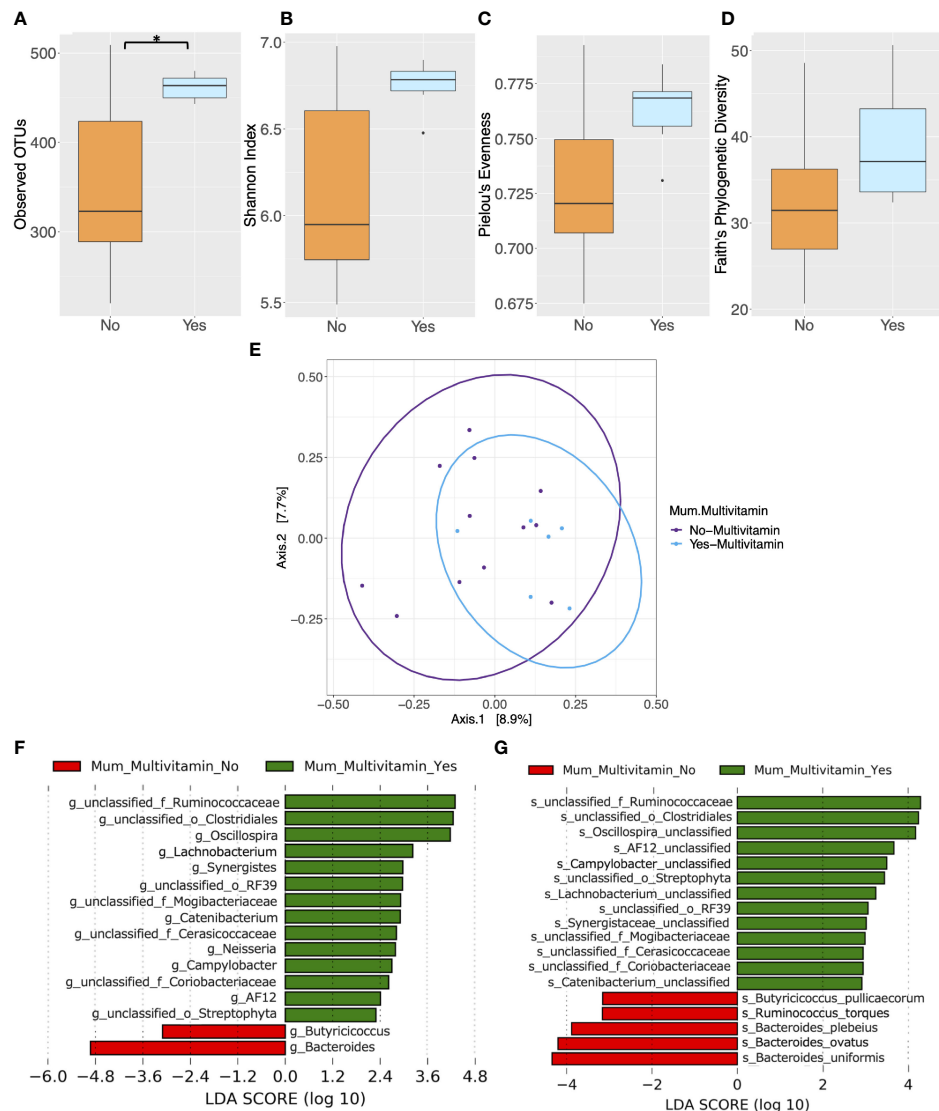 A
B
C
D
*
Observed OTUs
500
400
300
No
Yes
Shannon Index
7.0
6.5
6.0
5.5
No
Yes
Pielou's Evenness
0.775
0.750
0.725
0.700
0.675
No
Yes
Faith's Phylogenetic Diversity
50
40
30
20
No
Yes
E
Axis.2 [7.7%]
0.50
0.25
0.00
−0.25
−0.50
−0.25
0.00
0.25
0.50
Axis.1 [8.9%]
Mum.Multivitamin
No−Multivitamin
Yes−Multivitamin
F
Mum_Multivitamin_No
Mum_Multivitamin_Yes
g_unclassified_f_Ruminococcaceae
g_unclassified_o_Clostridiales
g_Oscillospira
g_Lachnobacterium
g_Synergistes
g_unclassified_o_RF39
g_unclassified_f_Mogibacteriaceae
g_Catenibacterium
g_unclassified_f_Cerasicoccaceae
g_Neisseria
g_Campylobacter
g_unclassified_f_Coriobacteriaceae
g_AF12
g_unclassified_o_Streptophyta
g_Butyricicoccus
g_Bacteroides
−6.0 −4.8 −3.6 −2.4 −1.2 0.0 1.2 2.4 3.6 4.8
LDA SCORE (log 10)
G
Mum_Multivitamin_No
Mum_Multivitamin_Yes
s_unclassified_f_Ruminococcaceae
s_unclassified_o_Clostridiales
s_Oscillospira_unclassified
s_AF12_unclassified
s_Campylobacter_unclassified
s_unclassified_o_Streptophyta
s_Lachnobacterium_unclassified
s_unclassified_o_RF39
s_Synergistaceae_unclassified
s_unclassified_f_Mogibacteriaceae
s_unclassified_f_Cerasicoccaceae
s_unclassified_f_Coriobacteriaceae
s_Catenibacterium_unclassified
s_Butyricicoccus_pullicaecorum
s_Ruminococcus_torques
s_Bacteroides_plebeius
s_Bacteroides_ovatus
s_Bacteroides_uniformis
−4 −2 0 2 4
LDA SCORE (log 10)